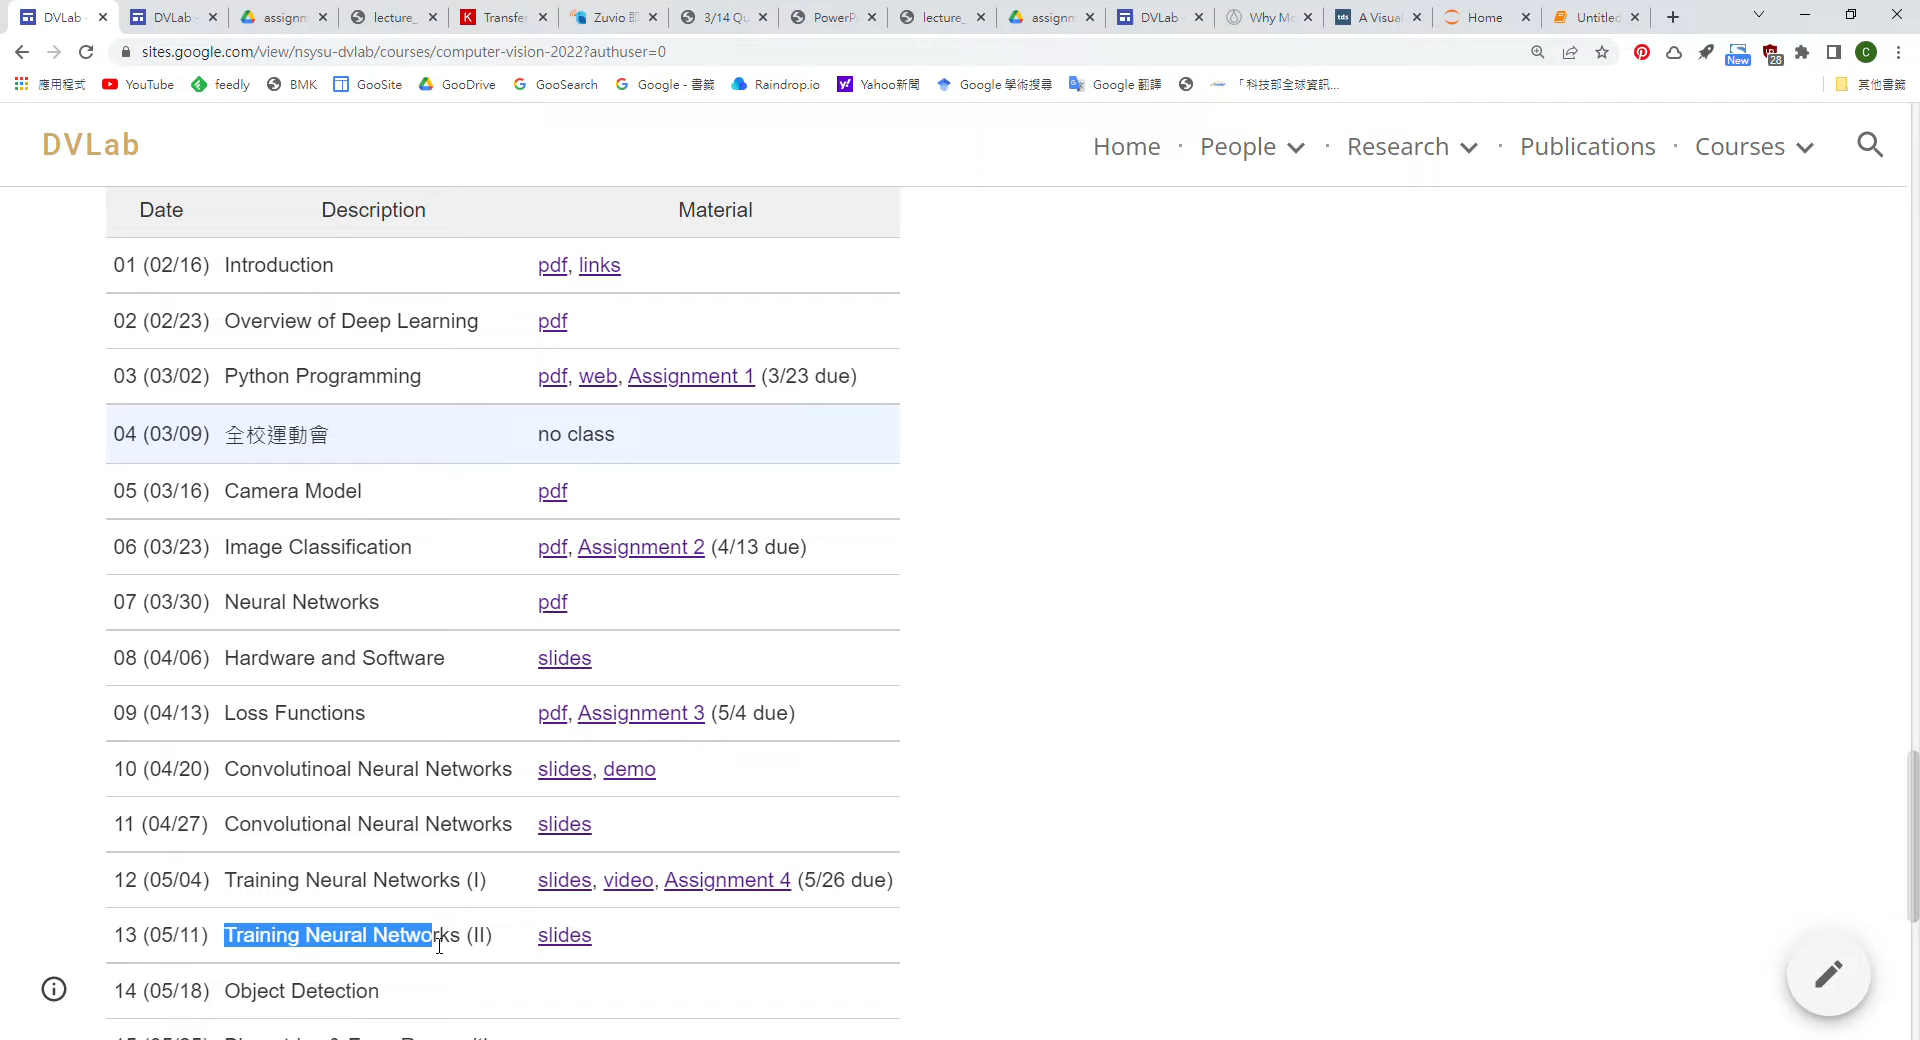 DVLab -
DVLab -
assignm
lecture_
Transfer
Zuvio
3/14 Qu
PowerP
lecture_
assignm
DVLab -
Why M
A Visual
Home
Untitled
sites.google.com/view/nsysu-dvlab/courses/computer-vision-2022?authuser=0
New
28
C
應用程式
YouTube
feedly
BMK
GooSite
GooDrive
GooSearch
Google - 書籤
Raindrop.io
Yahoo新聞
Google 學術搜尋
Google 翻譯
「科技部全球資訊...
其他書籤
DVLab
Home · People · Research · Publications · Courses
Date Description Material
01 (02/16) Introduction pdf, links
02 (02/23) Overview of Deep Learning pdf
03 (03/02) Python Programming pdf, web, Assignment 1 (3/23 due)
04 (03/09) 全校運動會 no class
05 (03/16) Camera Model pdf
06 (03/23) Image Classification pdf, Assignment 2 (4/13 due)
07 (03/30) Neural Networks pdf
08 (04/06) Hardware and Software slides
09 (04/13) Loss Functions pdf, Assignment 3 (5/4 due)
10 (04/20) Convolutinoal Neural Networks slides, demo
11 (04/27) Convolutional Neural Networks slides
12 (05/04) Training Neural Networks (I) slides, video, Assignment 4 (5/26 due)
13 (05/11) Training Neural Networks (II) slides
14 (05/18) Object Detection